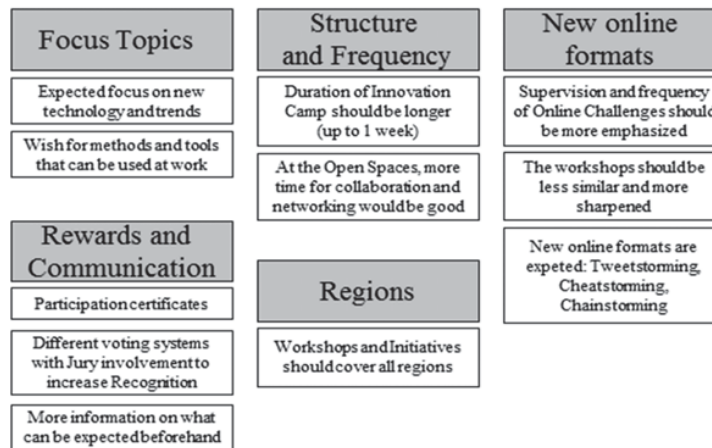 Focus Topics
Expected focus on new
technology and trends
Wish for methods and tools
that can be used at work
Rewards and
Communication
Participation certificates
Different voting systems
with Jury involvement to
increase Recognition
More information on what
can be expected beforehand
Structure
and Frequency
Duration of Innovation
Camp should be longer
(up to 1 week)
At the Open Spaces, more
time for collaboration and
networking would be good
Regions
Workshops and Initiatives
should cover all regions
New online
formats
Supervision and frequency
of Online Challenges should
be more emphasized
The workshops should be
less similar and more
sharpened
New online formats are
expeted: Tweetstorming,
Cheatstorming,
Chainstorming